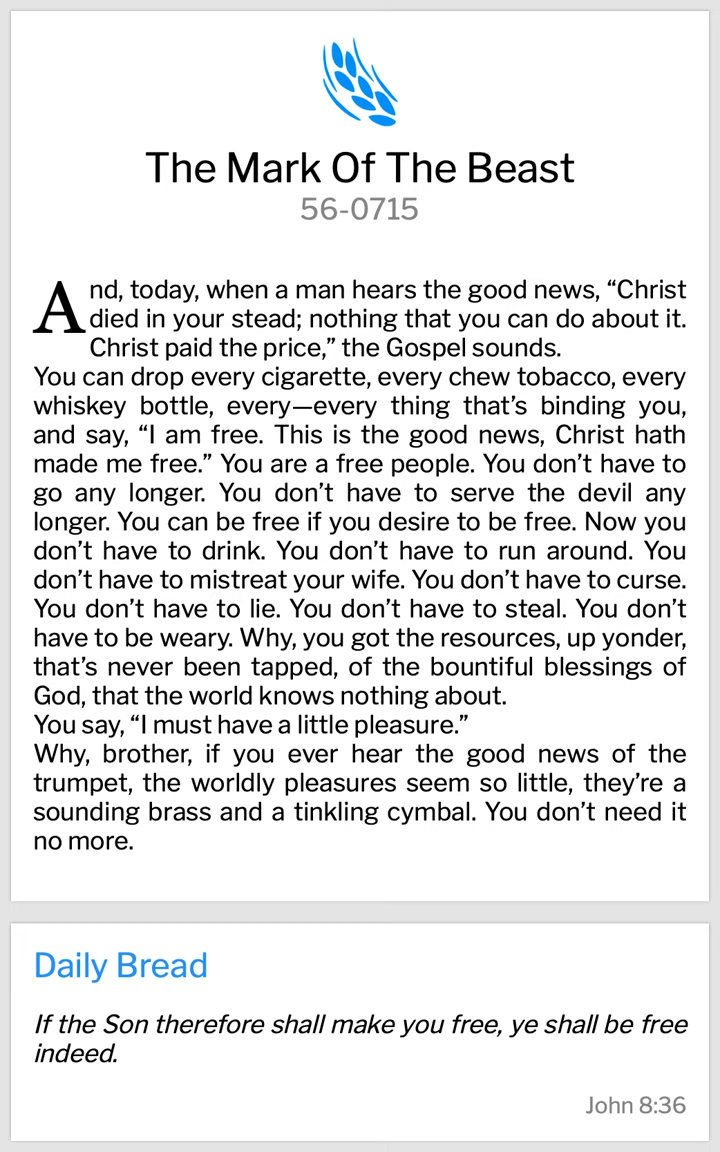 The Mark Of The Beast
56-0715
And, today, when a man hears the good news, “Christ
died in your stead; nothing that you can do about it.
Christ paid the price,” the Gospel sounds.
You can drop every cigarette, every chew tobacco, every
whiskey bottle, every—every thing that’s binding you,
and say, “I am free. This is the good news, Christ hath
made me free.” You are a free people. You don’t have to
go any longer. You don’t have to serve the devil any
longer. You can be free if you desire to be free. Now you
don’t have to drink. You don’t have to run around. You
don’t have to mistreat your wife. You don’t have to curse.
You don’t have to lie. You don’t have to steal. You don’t
have to be weary. Why, you got the resources, up yonder,
that’s never been tapped, of the bountiful blessings of
God, that the world knows nothing about.
You say, “I must have a little pleasure.”
Why, brother, if you ever hear the good news of the
trumpet, the worldly pleasures seem so little, they’re a
sounding brass and a tinkling cymbal. You don’t need it
no more.
Daily Bread
If the Son therefore shall make you free, ye shall be free
indeed.
John 8:36